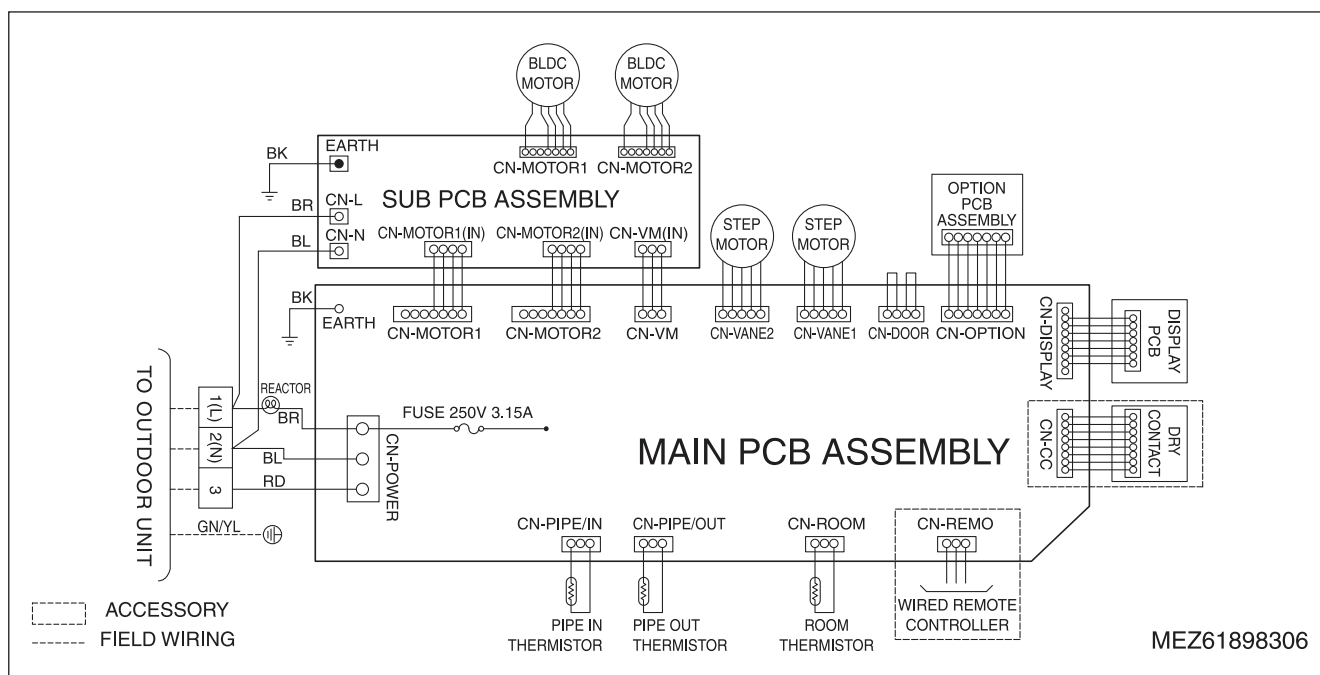 BLDC
MOTOR
BLDC
MOTOR
BK
EARTH
CN-MOTOR1
CN-MOTOR2
BR
CN-L
SUB PCB ASSEMBLY
BL
CN-N
CN-MOTOR1(IN)
CN-MOTOR2(IN)
CN-VM(IN)
STEP
MOTOR
STEP
MOTOR
OPTION
PCB
ASSEMBLY
BK
EARTH
CN-MOTOR1
CN-MOTOR2
CN-VM
CN-VANE2
CN-VANE1
CN-DOOR
CN-OPTION
CN-DISPLAY
DISPLAY
PCB
TO OUTDOOR UNIT
1(L)
2(N)
3
REACTOR
BR
BL
RD
GN/YL
CN-POWER
FUSE 250V 3.15A
MAIN PCB ASSEMBLY
CN-CC
DRY
CONTACT
CN-PIPE/IN
CN-PIPE/OUT
CN-ROOM
CN-REMO
PIPE IN
THERMISTOR
PIPE OUT
THERMISTOR
ROOM
THERMISTOR
WIRED REMOTE
CONTROLLER
ACCESSORY
FIELD WIRING
MEZ61898306